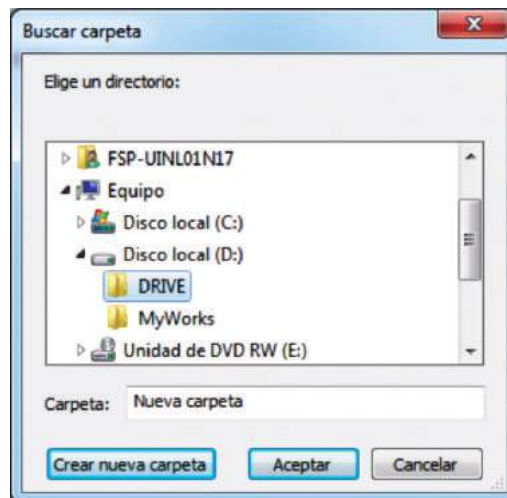 Buscar carpeta
Elige un directorio:
FSP-UINL01N17
Equipo
Disco local (C:)
Disco local (D:)
DRIVE
MyWorks
Unidad de DVD RW (E:)
Carpeta: Nueva carpeta
Crear nueva carpeta Aceptar Cancelar